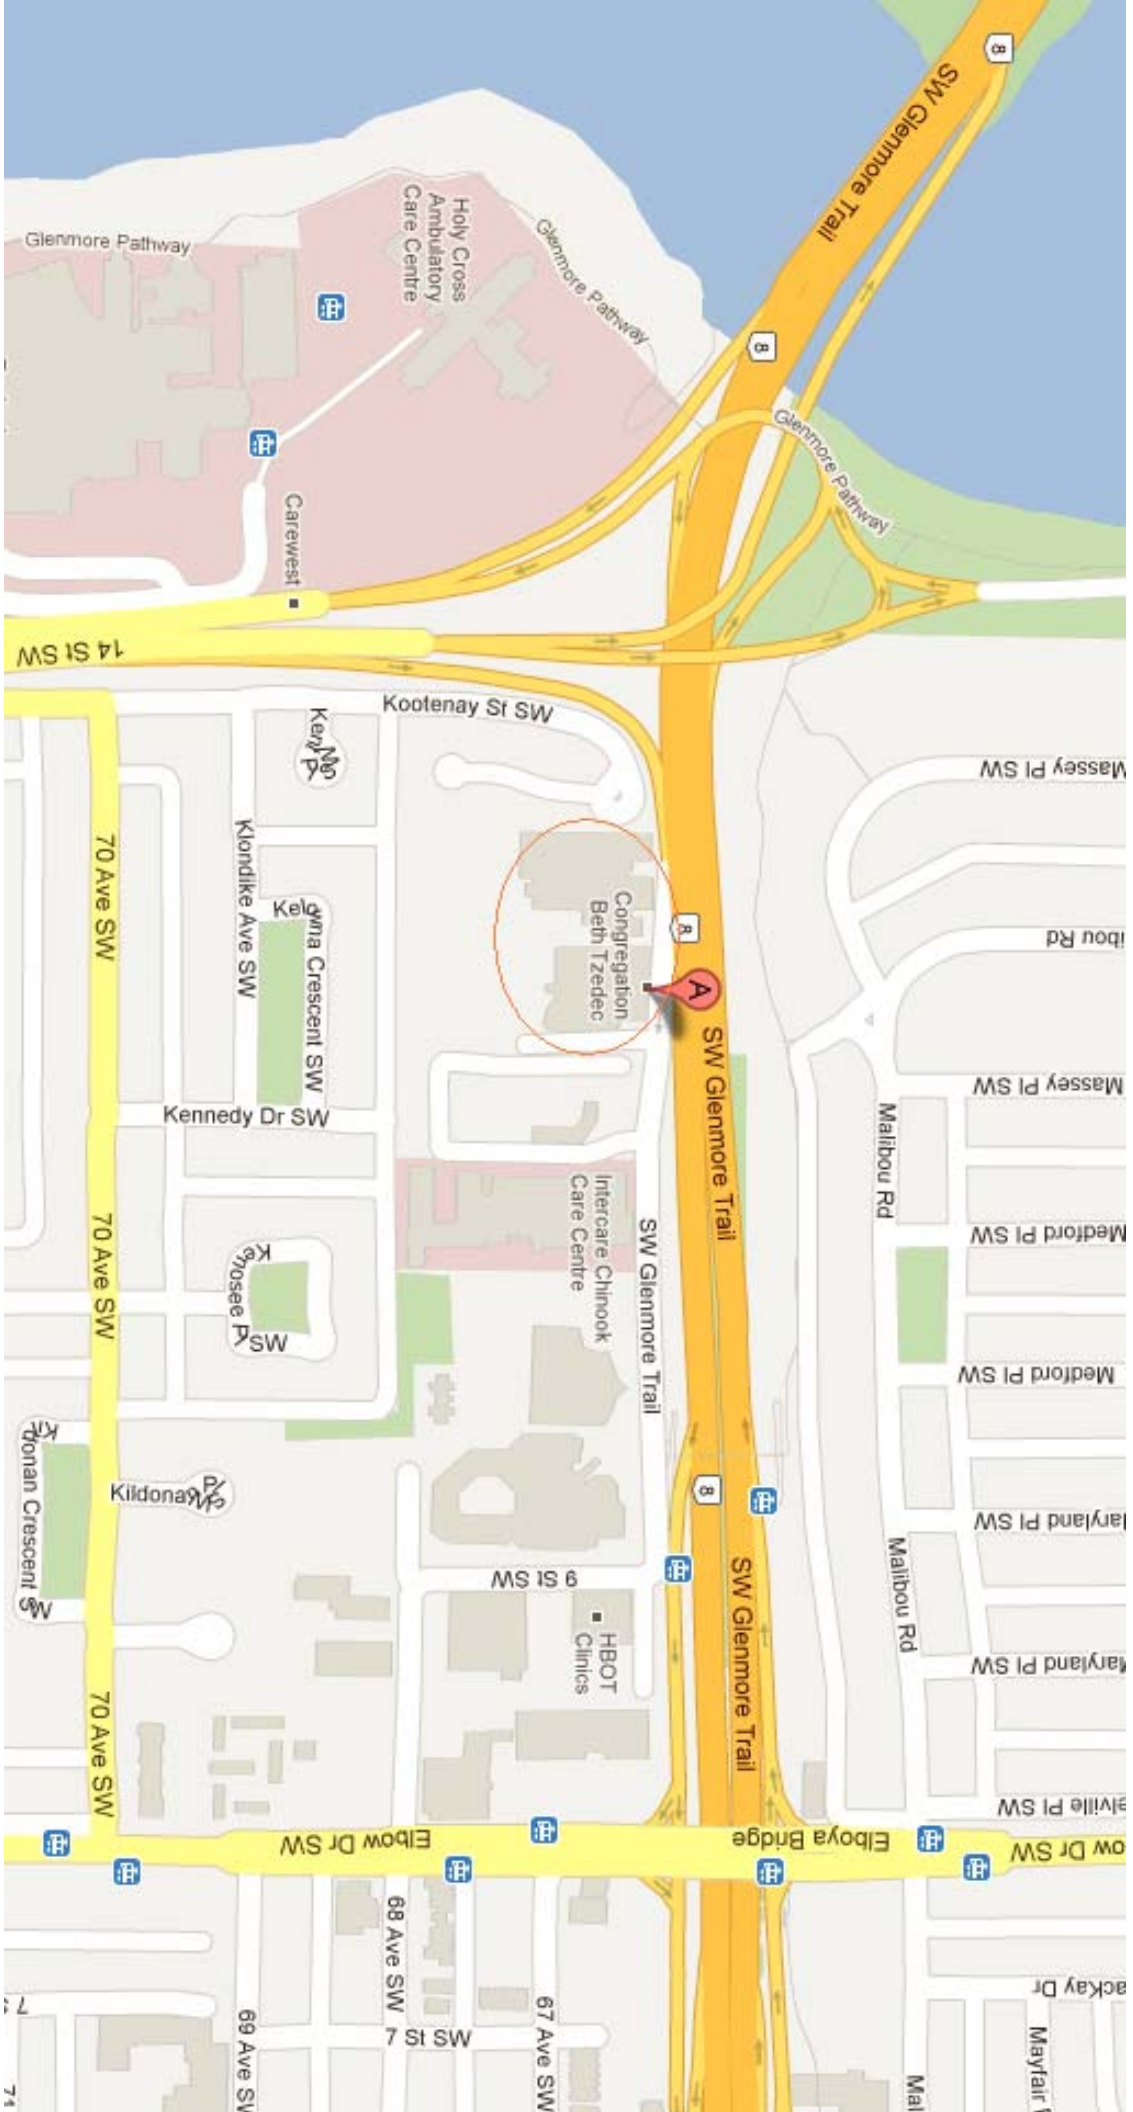 8
SW Glenmore Trail
Holy Cross
Ambulatory
Care Centre
Glenmore Pathway
Glenmore Pathway
8
Glenmore Pathway
Carewest
14 St SW
Kootenay St SW
Massey Pl SW
70 Ave SW
Klondike Ave SW
Crescent SW
Congregation
Beth Tzedec
8
A
SW Glenmore Trail
Massey Pl SW
Malibou Rd
Kennedy Dr SW
Intercare Chinook
Care Centre
SW Glenmore Trail
Medford Pl SW
70 Ave SW
Medford Pl SW
8
9 St SW
HBOT
Clinics
SW Glenmore Trail
Malibou Rd
Maryland Pl SW
70 Ave SW
Elbow Dr SW
Elboya Bridge
Dr SW
68 Ave SW
67 Ave SW
7 St SW
69 Ave
Mayfair